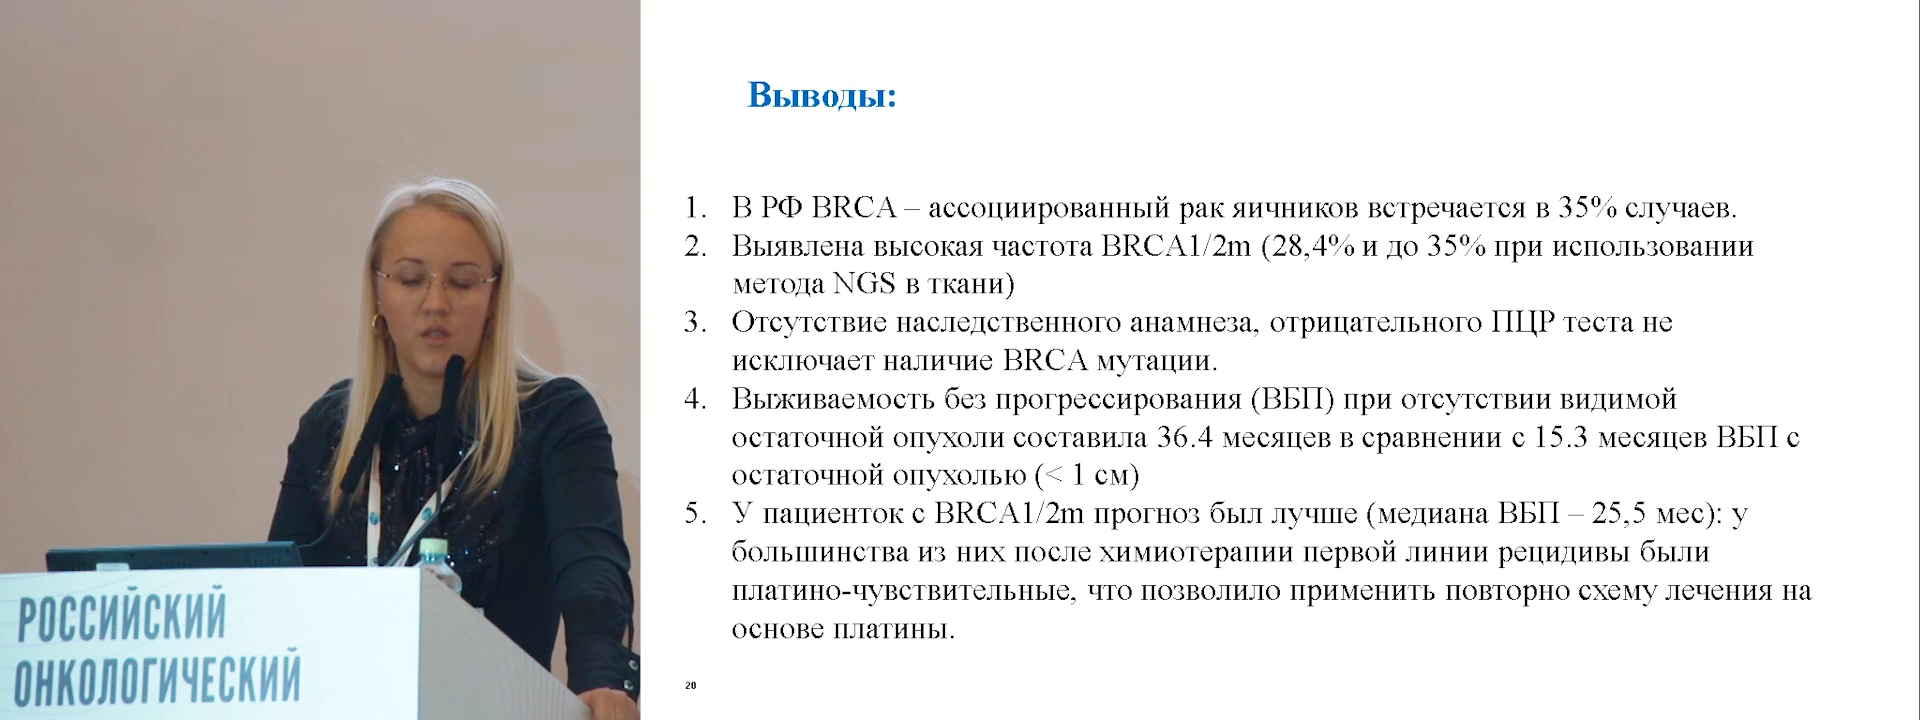 Выводы:
1. В РФ BRCA – ассоциированный рак яичников встречается в 35% случаев.
2. Выявлена высокая частота BRCA1/2m (28,4% и до 35% при использовании
метода NGS в ткани)
3. Отсутствие наследственного анамнеза, отрицательного ПЦР теста не
исключает наличие BRCA мутации.
4. Выживаемость без прогрессирования (ВБП) при отсутствии видимой
остаточной опухоли составила 36.4 месяцев в сравнении с 15.3 месяцев ВБП с
остаточной опухолью (< 1 см)
5. У пациенток с BRCA1/2m прогноз был лучше (медиана ВБП – 25,5 мес): у
большинства из них после химиотерапии первой линии рецидивы были
платино-чувствительные, что позволило применить повторно схему лечения на
основе платины.
20
РОССИЙСКИЙ
ОНКОЛОГИЧЕСКИЙ